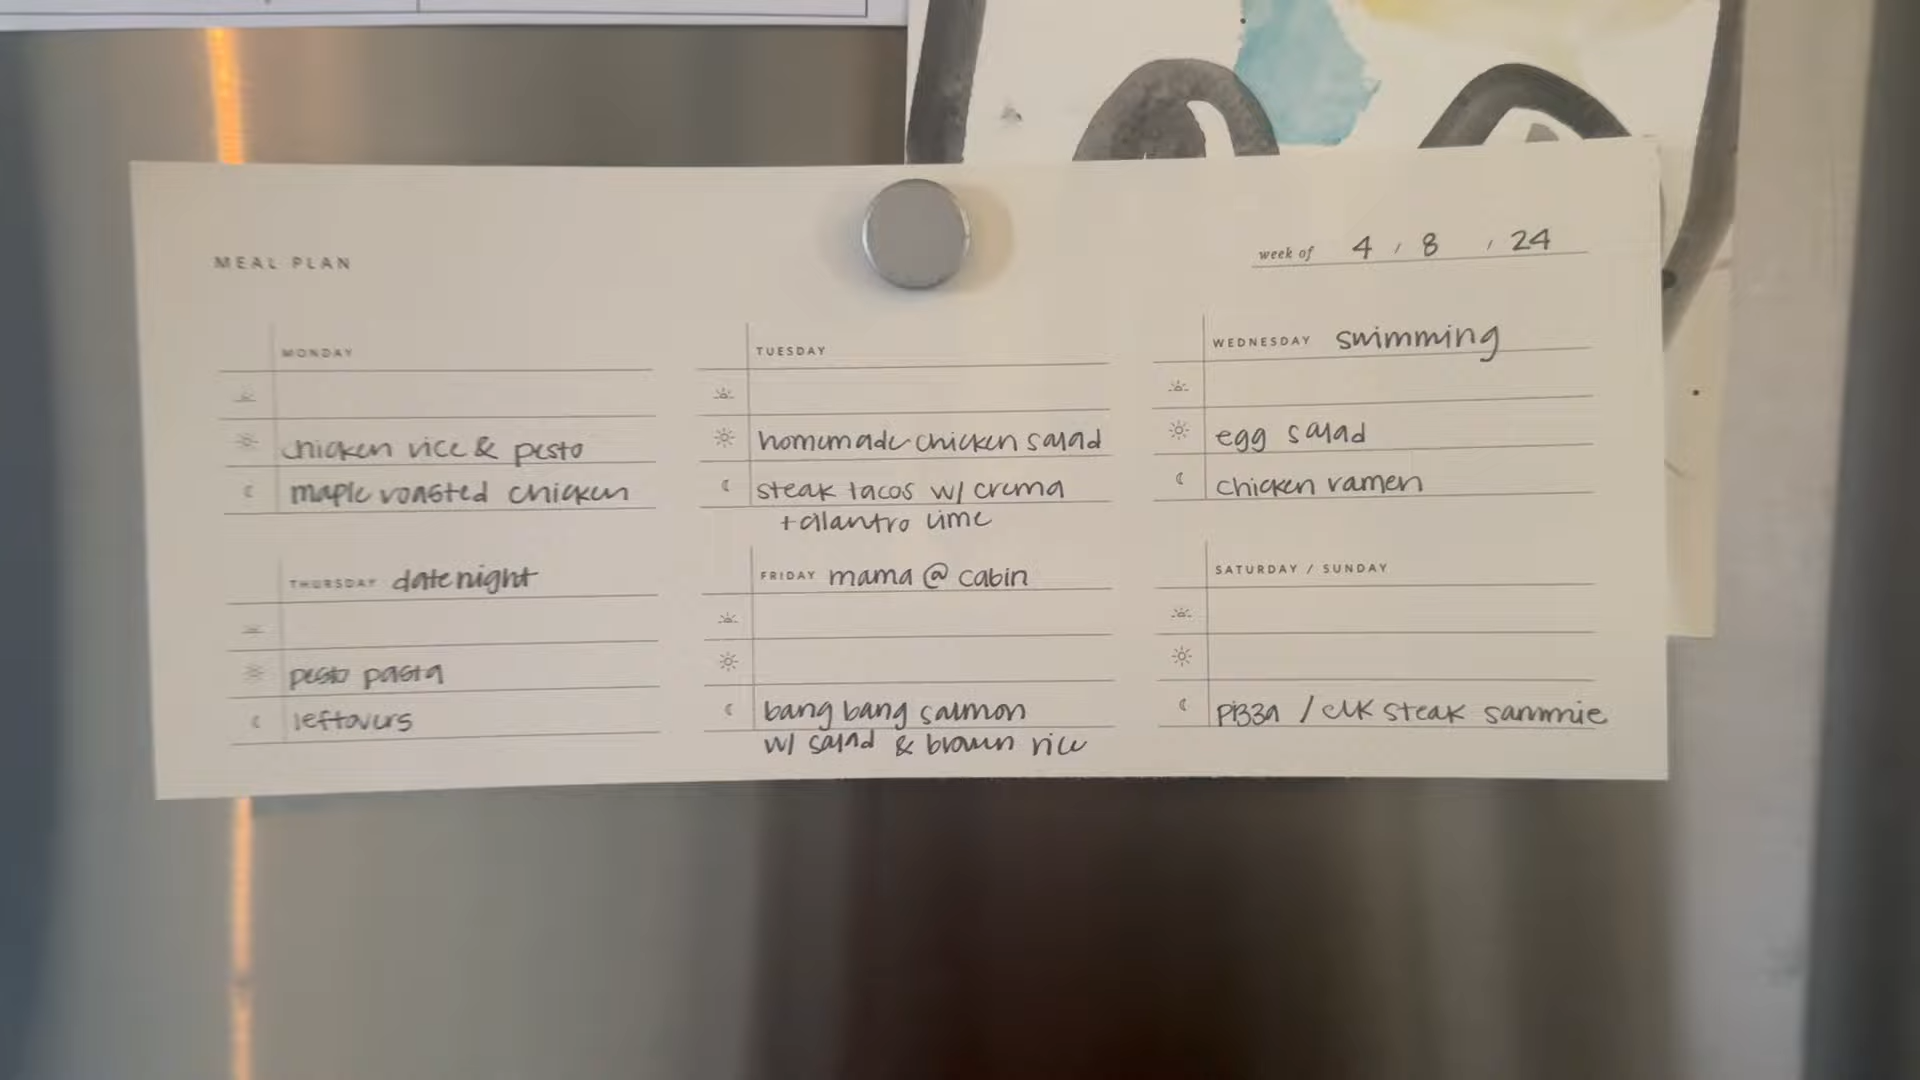 MEAL PLAN
week of 4 / 8 / 24
MONDAY
chicken rice & pesto
maple roasted chicken
TUESDAY
homemade chicken salad
steak tacos w/ crema
+ cilantro lime
WEDNESDAY swimming
egg salad
chicken ramen
THURSDAY date night
pesto pasta
leftovers
FRIDAY mama @ cabin
bang bang salmon
w/ salad & brown rice
SATURDAY / SUNDAY
pizza / elk steak sammie